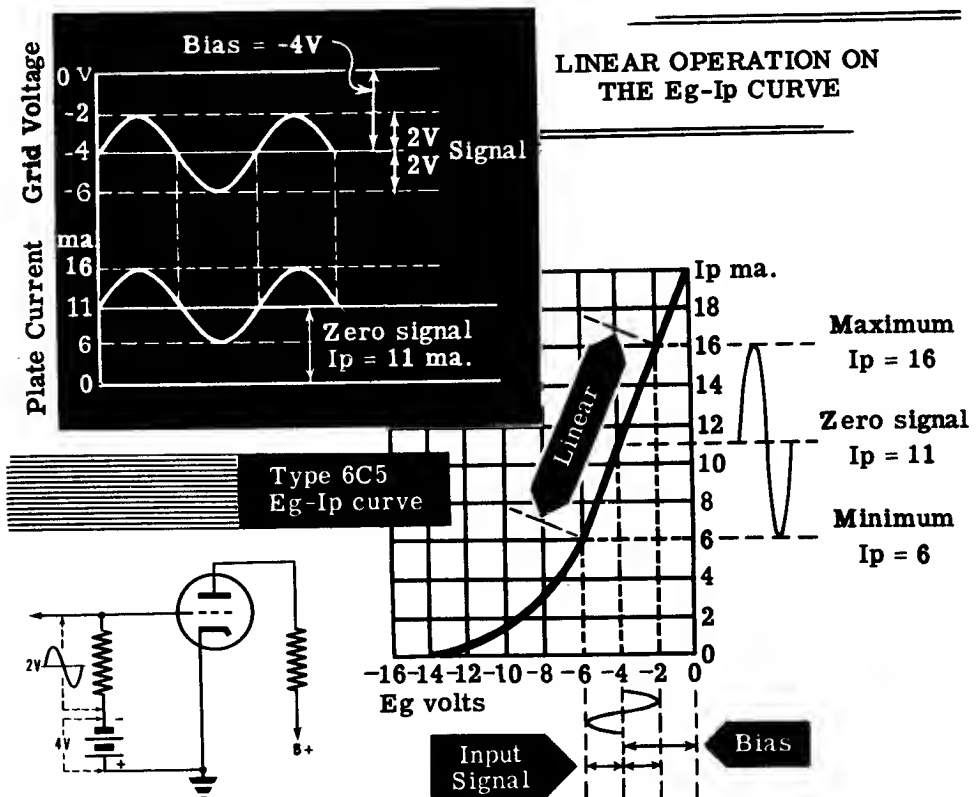 LINEAR OPERATION ON
THE Eg-Ip CURVE
Grid Voltage
Plate Current
Bias = -4V
0 V
-2
-4
-6
2V
2V
Signal
ma
16
11
6
0
Zero signal
Ip = 11 ma.
Type 6C5
Eg-Ip curve
Linear
Ip ma.
18
16
14
12
10
8
6
4
2
0
Maximum
Ip = 16
Zero signal
Ip = 11
Minimum
Ip = 6
-16 -14 -12 -10 -8 -6 -4 -2 0
Eg volts
Input
Signal
Bias
2V
4V
-
+
B+